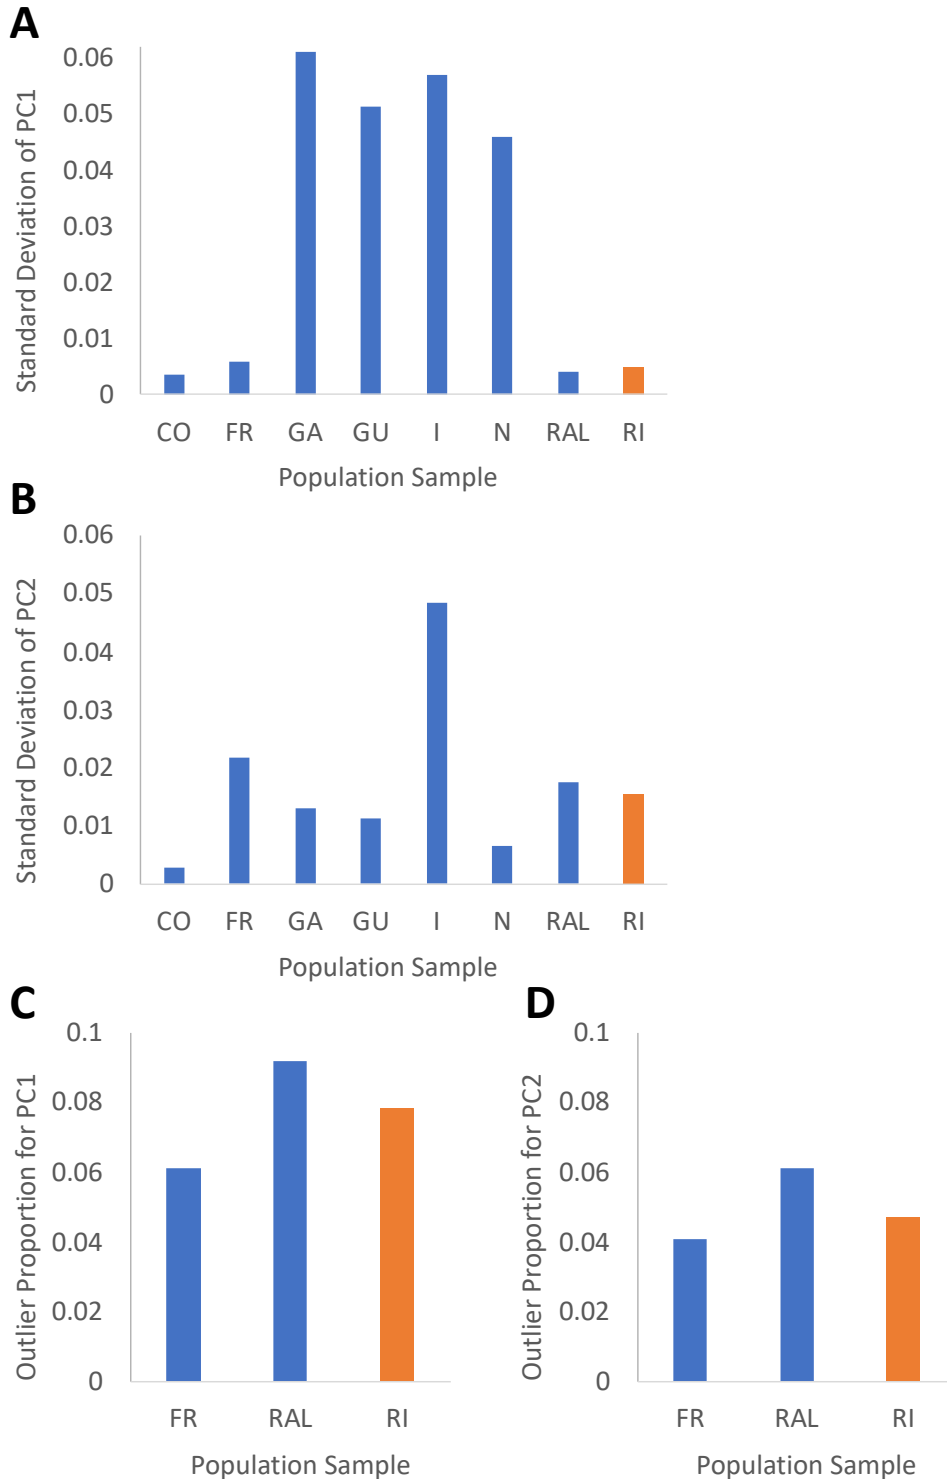 A
Standard Deviation of PC1
0.06
0.05
0.04
0.03
0.02
0.01
0
CO FR GA GU I N RAL RI
Population Sample
B
Standard Deviation of PC2
0.06
0.05
0.04
0.03
0.02
0.01
0
CO FR GA GU I N RAL RI
Population Sample
C
Outlier Proportion for PC1
0.1
0.08
0.06
0.04
0.02
0
FR RAL RI
Population Sample
D
Outlier Proportion for PC2
0.1
0.08
0.06
0.04
0.02
0
FR RAL RI
Population Sample